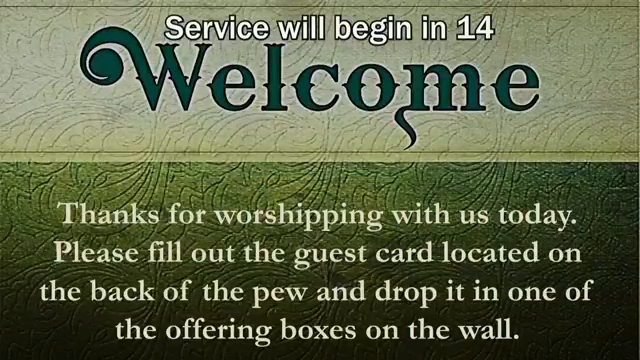 Service will begin in 14
Welcome
Thanks for worshipping with us today.
Please fill out the guest card located on
the back of the pew and drop it in one of
the offering boxes on the wall.